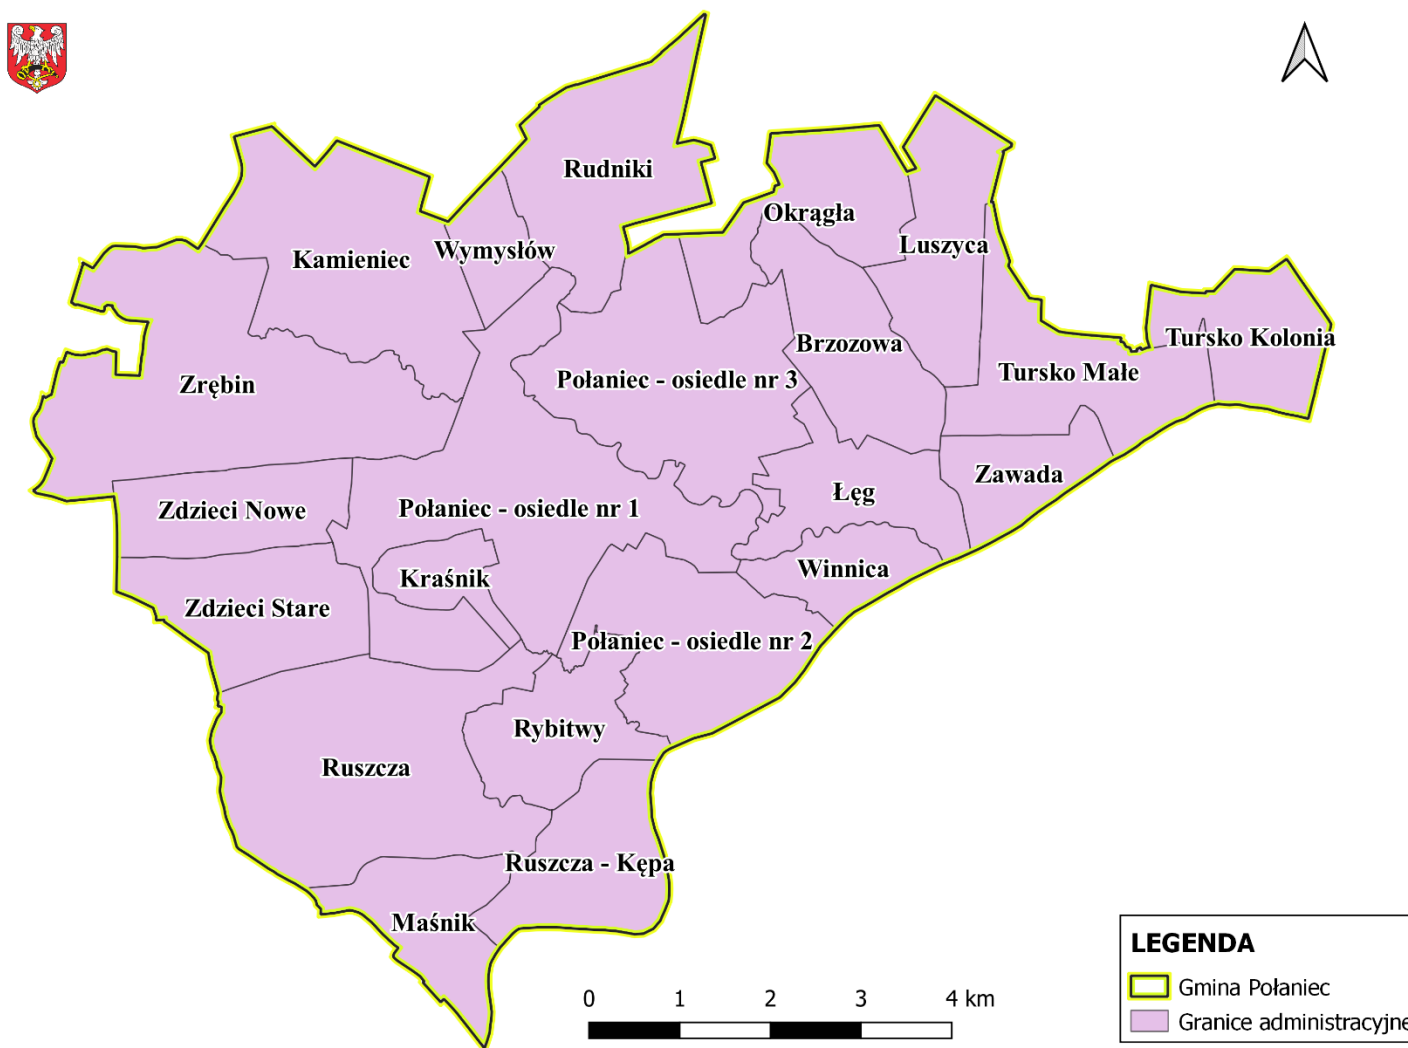 Rudniki
Okrągła
Luszyca
Wymysłów
Kamieniec
Tursko Kolonia
Brzozowa
Tursko Małe
Połaniec - osiedle nr 3
Zrębin
Zawada
Łęg
Zdzieci Nowe
Połaniec - osiedle nr 1
Winnica
Kraśnik
Zdzieci Stare
Połaniec - osiedle nr 2
Rybitwy
Ruszcza
Ruszcza - Kępa
Maśnik
LEGENDA
Gmina Połaniec
Granice administracyjne
0 1 2 3 4 km